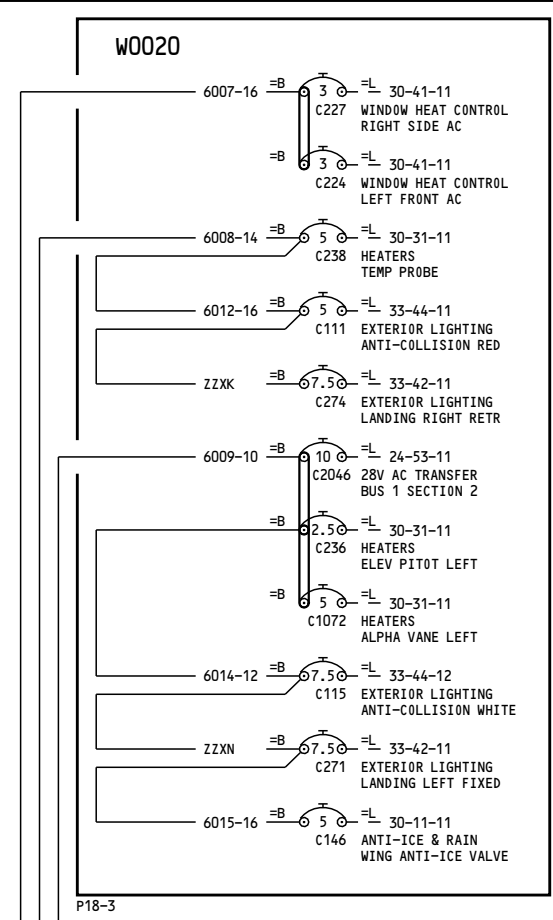 W0020
6007-16 =B 3 =L 30-41-11
C227 WINDOW HEAT CONTROL
RIGHT SIDE AC
=B 3 =L 30-41-11
C224 WINDOW HEAT CONTROL
LEFT FRONT AC
6008-14 =B 5 =L 30-31-11
C238 HEATERS
TEMP PROBE
6012-16 =B 5 =L 33-44-11
C111 EXTERIOR LIGHTING
ANTI-COLLISION RED
ZZXK =B 7.5 =L 33-42-11
C274 EXTERIOR LIGHTING
LANDING RIGHT RETR
6009-10 =B 10 =L 24-53-11
C2046 28V AC TRANSFER
BUS 1 SECTION 2
=B 2.5 =L 30-31-11
C236 HEATERS
ELEV PITOT LEFT
=B 5 =L 30-31-11
C1072 HEATERS
ALPHA VANE LEFT
6014-12 =B 7.5 =L 33-44-12
C115 EXTERIOR LIGHTING
ANTI-COLLISION WHITE
ZZXN =B 7.5 =L 33-42-11
C271 EXTERIOR LIGHTING
LANDING LEFT FIXED
6015-16 =B 5 =L 30-11-11
C146 ANTI-ICE & RAIN
WING ANTI-ICE VALVE
P18-3